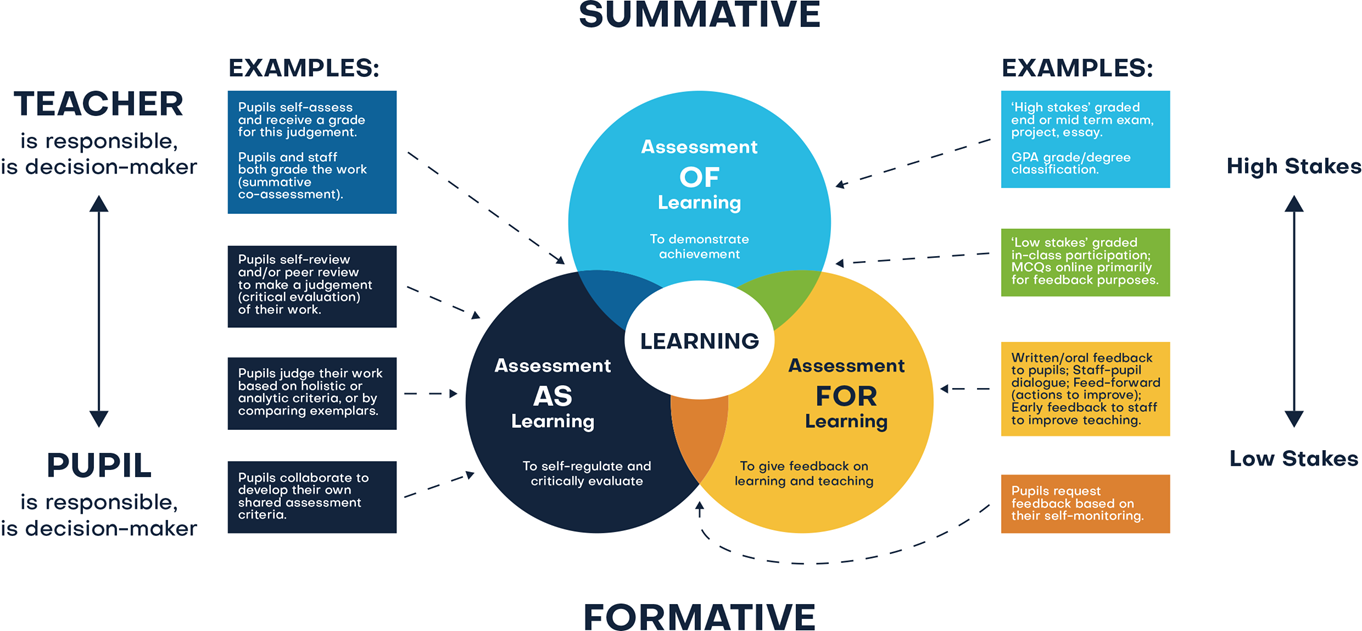 SUMMATIVE
TEACHER
is responsible,
is decision-maker
PUPIL
is responsible,
is decision-maker
EXAMPLES:
Pupils self-assess
and receive a grade
for this judgement.
Pupils and staff
both grade the work
(summative
co-assessment).
Pupils self-review
and/or peer review
to make a judgement
(critical evaluation)
of their work.
Pupils judge their work
based on holistic or
analytic criteria, or by
comparing exemplars.
Pupils collaborate to
develop their own
shared assessment
criteria.
Assessment
OF
Learning
To demonstrate
achievement
LEARNING
Assessment
AS
Learning
To self-regulate and
critically evaluate
Assessment
FOR
Learning
To give feedback on
learning and teaching
EXAMPLES:
‘High stakes’ graded
end or mid term exam,
project, essay.
GPA grade/degree
classification.
‘Low stakes’ graded
in-class participation;
MCQs online primarily
for feedback purposes.
Written/oral feedback
to pupils; Staff-pupil
dialogue; Feed-forward
(actions to improve);
Early feedback to staff
to improve teaching.
Pupils request
feedback based on
their self-monitoring.
High Stakes
Low Stakes
FORMATIVE